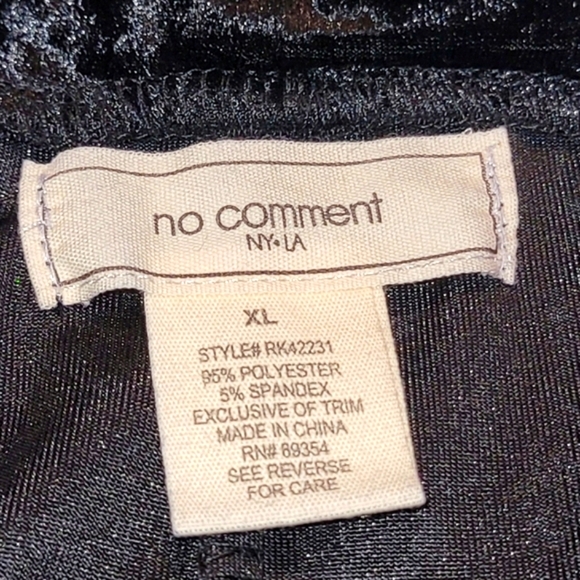 no comment
NY•LA
XL
STYLE# RK42231
95% POLYESTER
5% SPANDEX
EXCLUSIVE OF TRIM
MADE IN CHINA
RN# 89354
SEE REVERSE
FOR CARE